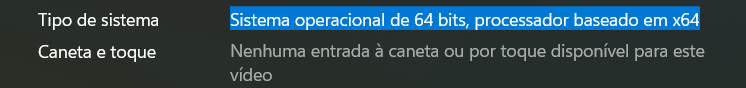 Tipo de sistema Sistema operacional de 64 bits, processador baseado em x64
Caneta e toque Nenhuma entrada à caneta ou por toque disponível para este
vídeo